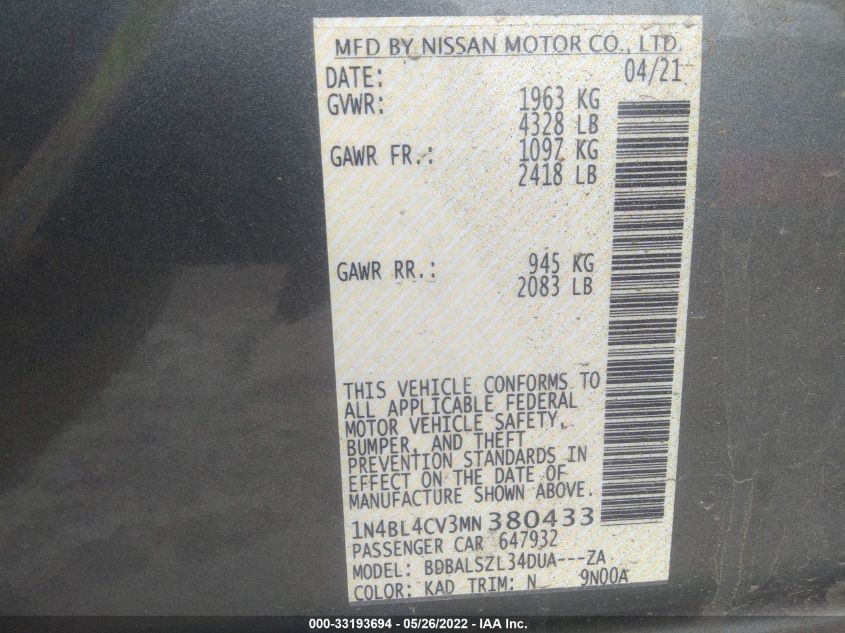 MFD BY NISSAN MOTOR CO., LTD.
DATE: 04/21
GVWR: 1963 KG
4328 LB
GAWR FR.: 1097 KG
2418 LB
GAWR RR.: 945 KG
2083 LB
THIS VEHICLE CONFORMS TO
ALL APPLICABLE FEDERAL
MOTOR VEHICLE SAFETY,
BUMPER, AND THEFT
PREVENTION STANDARDS IN
EFFECT ON THE DATE OF
MANUFACTURE SHOWN ABOVE.
1N4BL4CV3MN380433
PASSENGER CAR 647932
MODEL: BDBALSZL34DUA---ZA
COLOR: KAD TRIM: N 9N00A
000-33193694 - 05/26/2022 - IAA Inc.